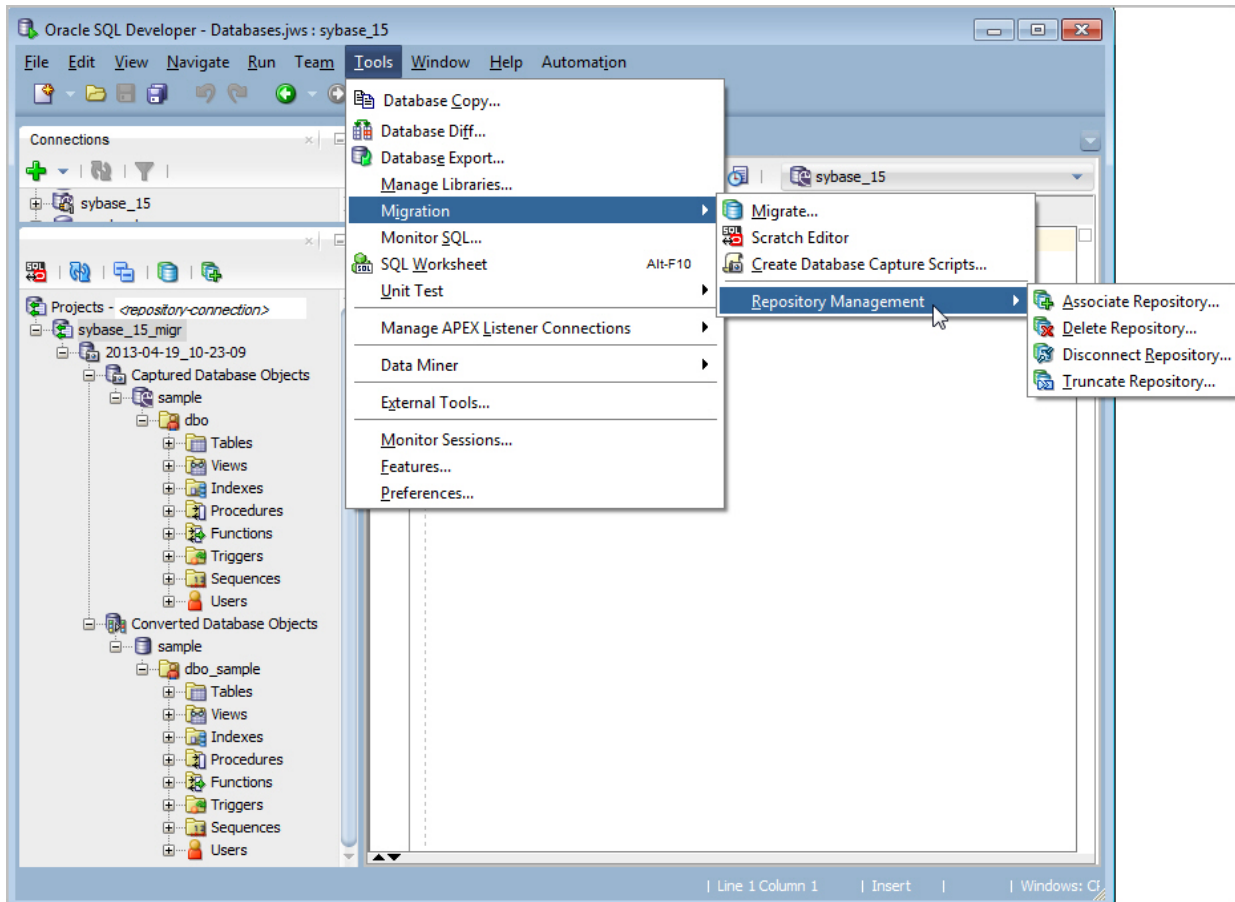 Oracle SQL Developer - Databases.jws : sybase_15
File Edit View Navigate Run Team Tools Window Help Automation
Connections
sybase_15
Projects - <repository-connection>
sybase_15_migr
2013-04-19_10-23-09
Captured Database Objects
sample
dbo
Tables
Views
Indexes
Procedures
Functions
Triggers
Sequences
Users
Converted Database Objects
sample
dbo_sample
Tables
Views
Indexes
Procedures
Functions
Triggers
Sequences
Users
Database Copy...
Database Diff...
Database Export...
Manage Libraries...
Migration
Monitor SQL...
SQL Worksheet Alt-F10
Unit Test
Manage APEX Listener Connections
Data Miner
External Tools...
Monitor Sessions...
Features...
Preferences...
sybase_15
Migrate...
Scratch Editor
Create Database Capture Scripts...
Repository Management
Associate Repository...
Delete Repository...
Disconnect Repository...
Truncate Repository...
| Line 1 Column 1 | Insert | | Windows: